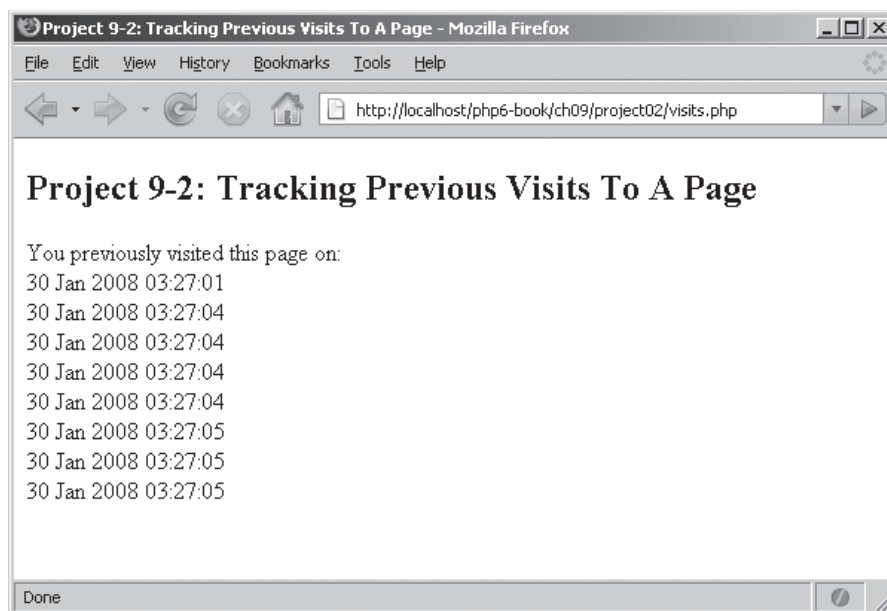 Project 9-2: Tracking Previous Visits To A Page - Mozilla Firefox
File Edit View History Bookmarks Tools Help
http://localhost/php6-book/ch09/project02/visits.php
Project 9-2: Tracking Previous Visits To A Page
You previously visited this page on:
30 Jan 2008 03:27:01
30 Jan 2008 03:27:04
30 Jan 2008 03:27:04
30 Jan 2008 03:27:04
30 Jan 2008 03:27:04
30 Jan 2008 03:27:05
30 Jan 2008 03:27:05
30 Jan 2008 03:27:05
Done